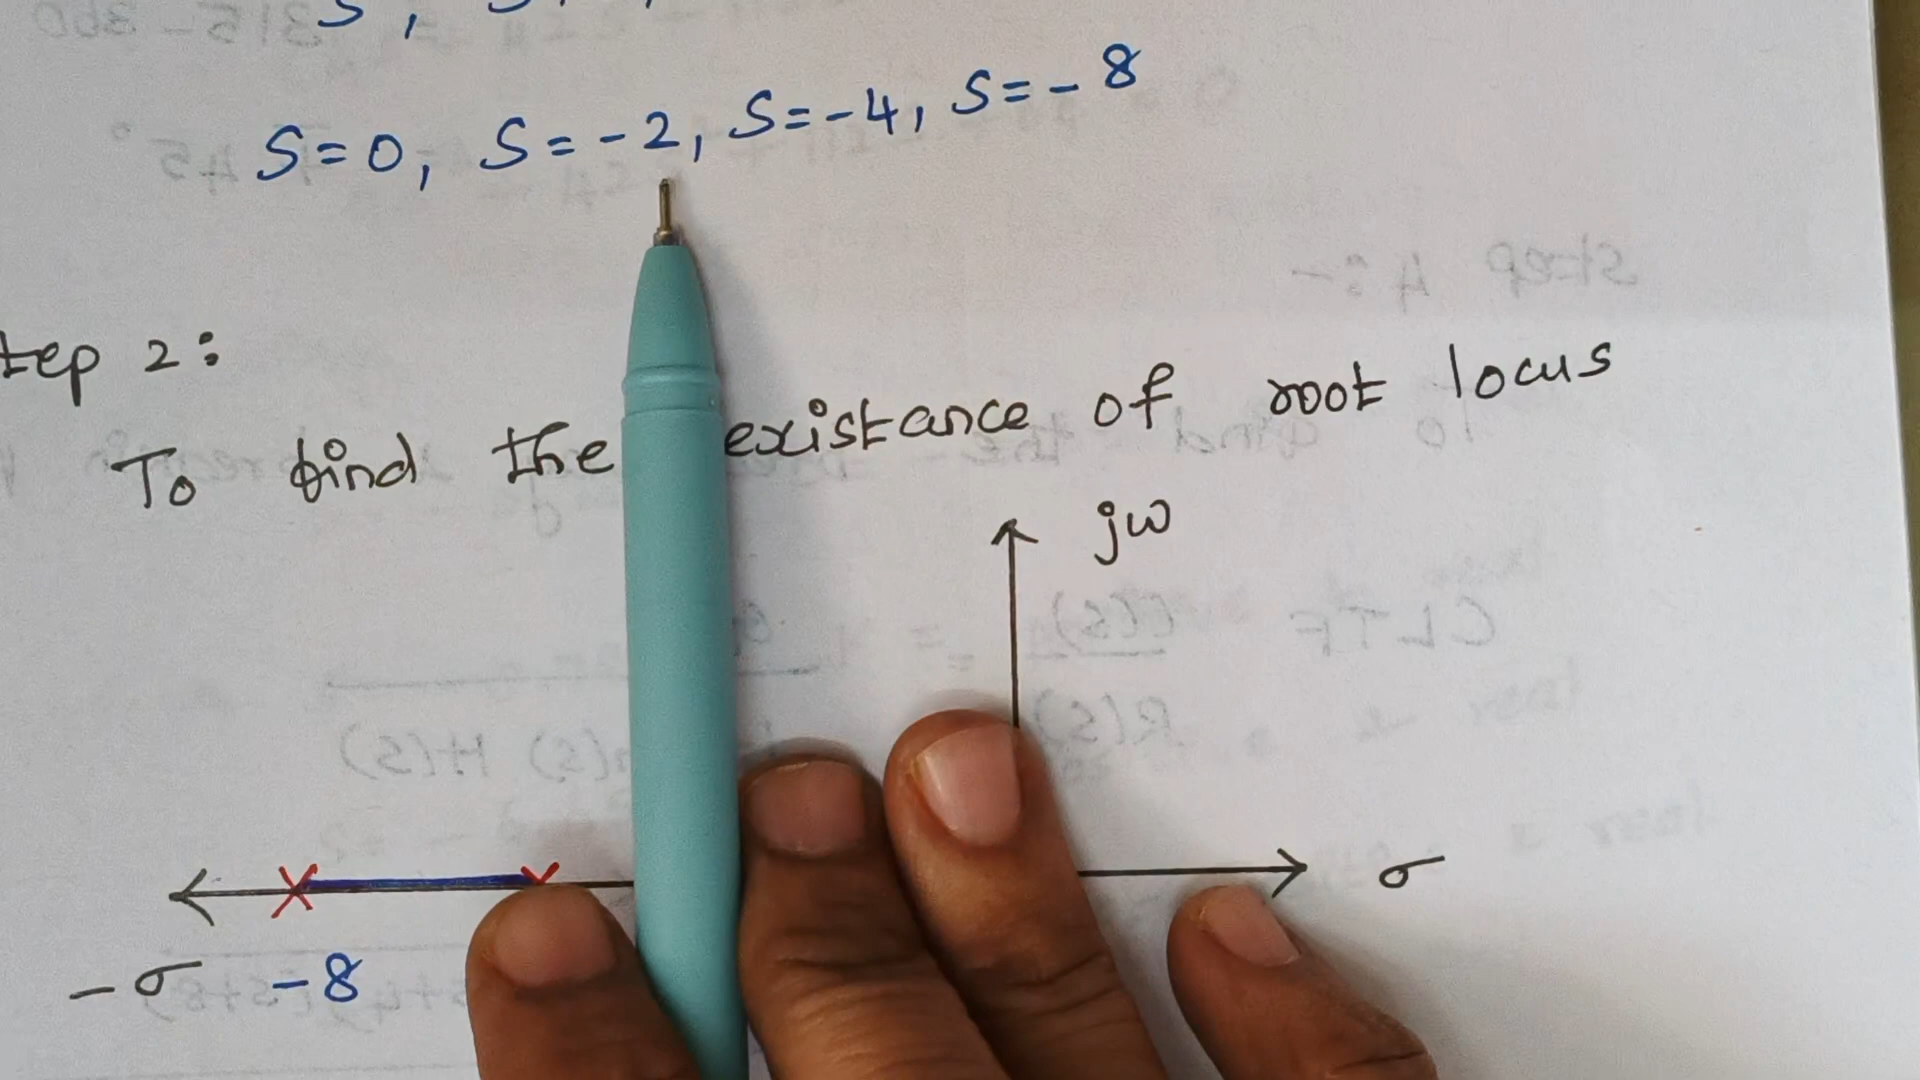 S=0, S=-2, S=-4, S=-8
tep 2:
To find the existance of root locus
jω
σ
-σ -8